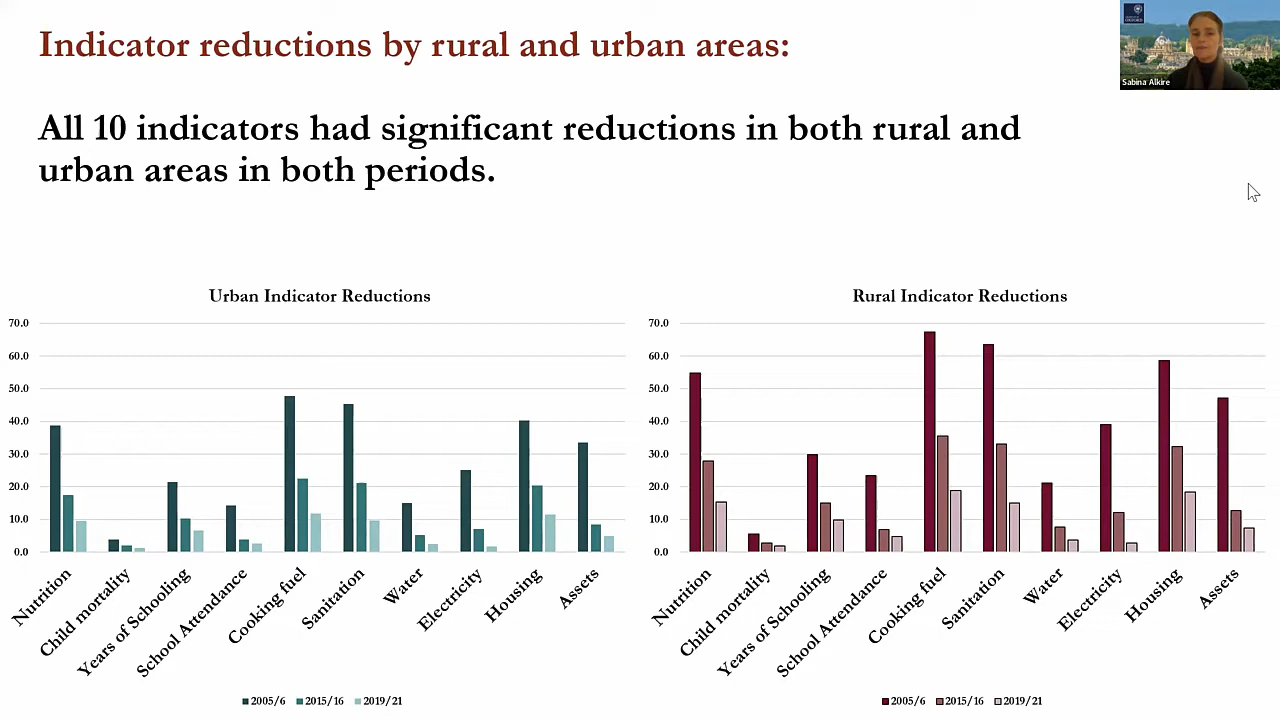 Indicator reductions by rural and urban areas:
All 10 indicators had significant reductions in both rural and
urban areas in both periods.
Sabina Alkire
Urban Indicator Reductions
70.0
60.0
50.0
40.0
30.0
20.0
10.0
0.0
Nutrition
Child mortality
Years of Schooling
School Attendance
Cooking fuel
Sanitation
Water
Electricity
Housing
Assets
2005/6 2015/16 2019/21
Rural Indicator Reductions
70.0
60.0
50.0
40.0
30.0
20.0
10.0
0.0
Nutrition
Child mortality
Years of Schooling
School Attendance
Cooking fuel
Sanitation
Water
Electricity
Housing
Assets
2005/6 2015/16 2019/21